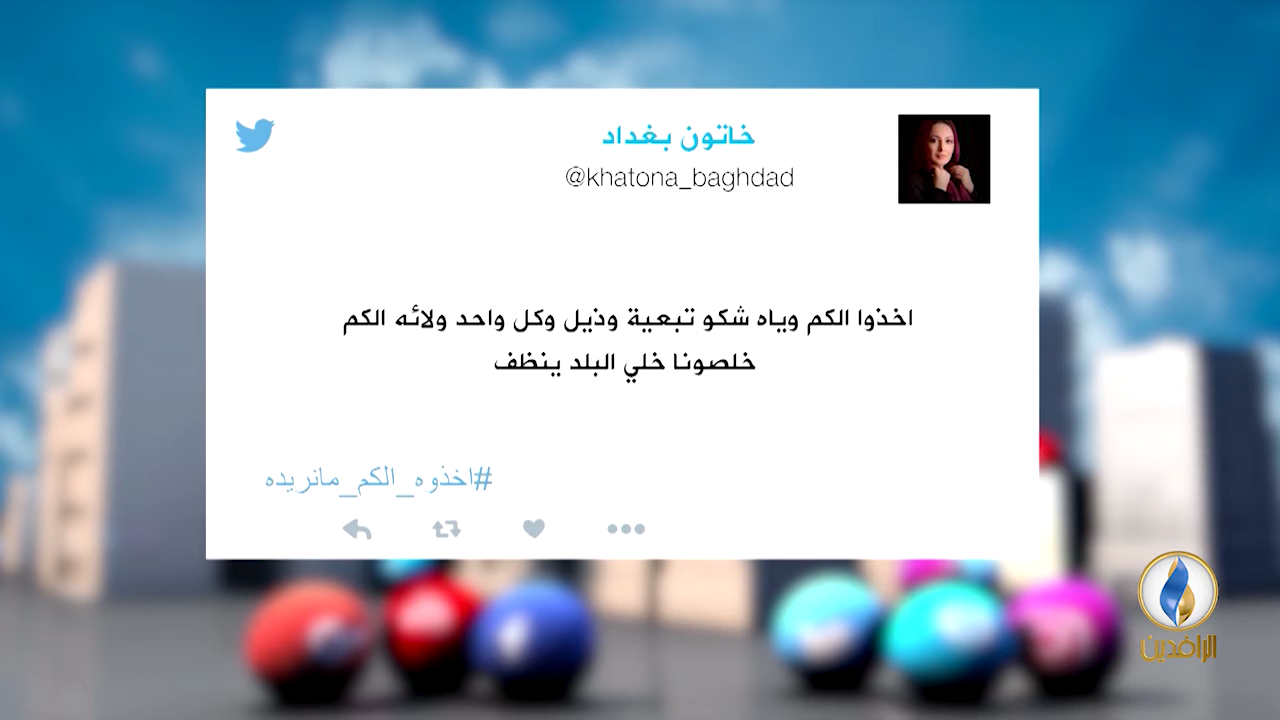 خاتون بغداد
@khatona_baghdad
اخذوا الكم وياه شكو تبعية وذيل وكل واحد ولائه الكم
خلصونا خلي البلد ينظف
#اخذوه_الكم_مانريده
الرافدين